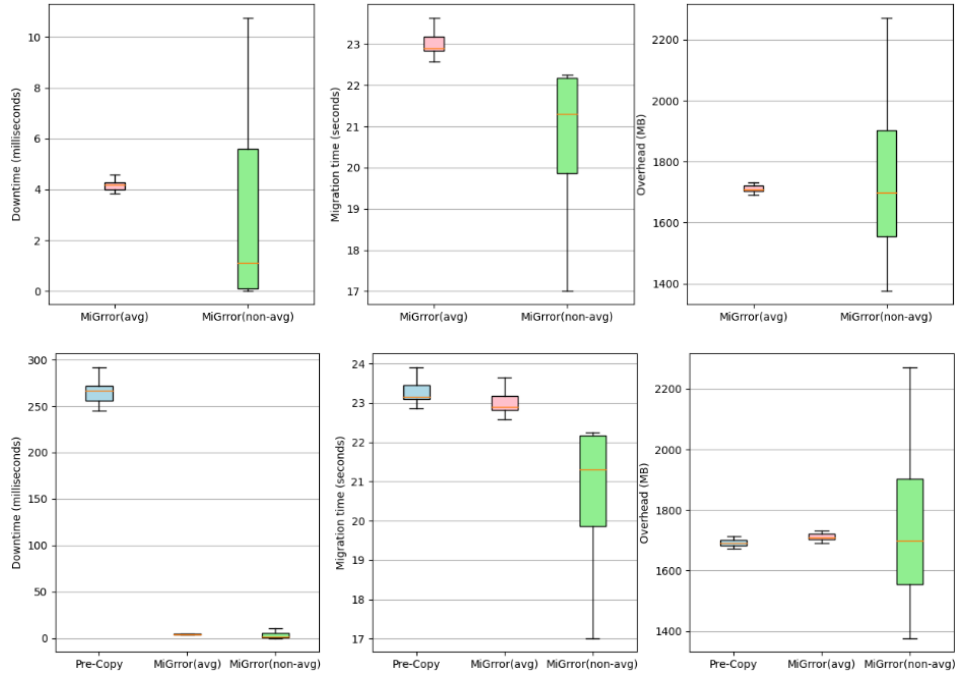 Downtime (milliseconds)
10
8
6
4
2
0
MiGrror(avg)
MiGrror(non-avg)
Migration time (seconds)
23
22
21
20
19
18
17
MiGrror(avg)
MiGrror(non-avg)
Overhead (MB)
2200
2000
1800
1600
1400
MiGrror(avg)
MiGrror(non-avg)
Downtime (milliseconds)
300
250
200
150
100
50
0
Pre-Copy
MiGrror(avg)
MiGrror(non-avg)
Migration time (seconds)
24
23
22
21
20
19
18
17
Pre-Copy
MiGrror(avg)
MiGrror(non-avg)
Overhead (MB)
2200
2000
1800
1600
1400
Pre-Copy
MiGrror(avg)
MiGrror(non-avg)